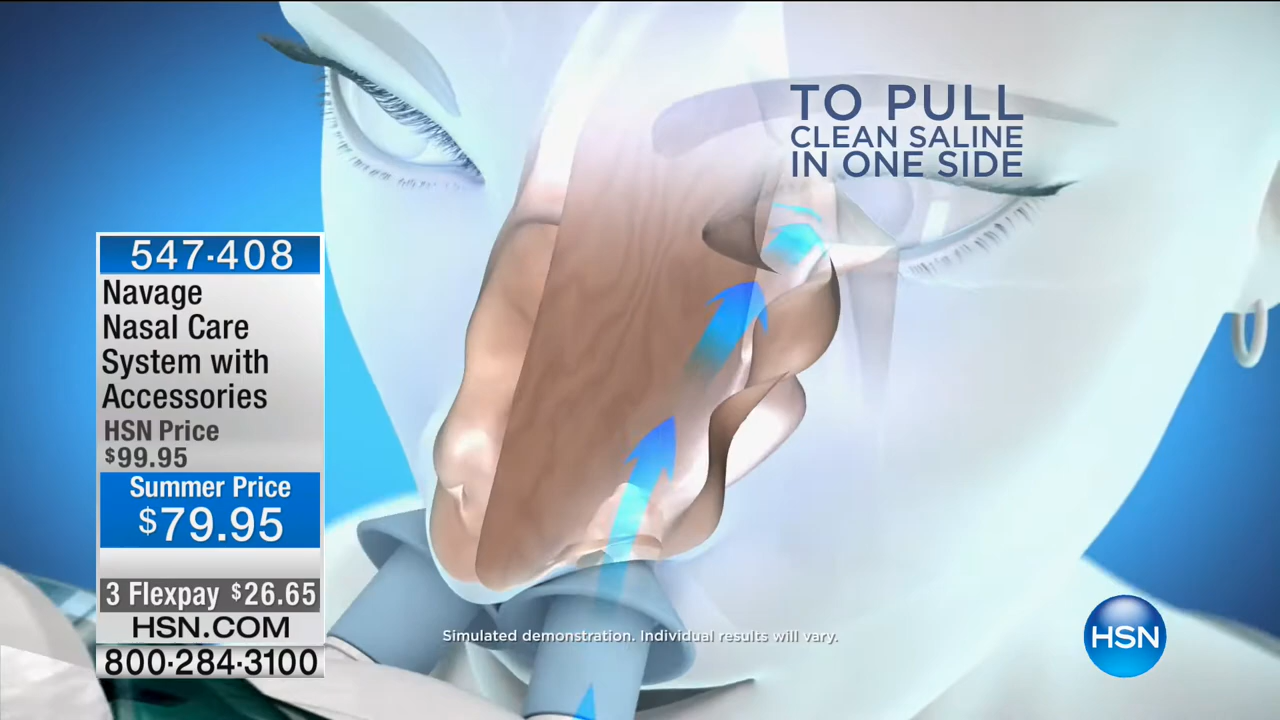 TO PULL
CLEAN SALINE
IN ONE SIDE
547·408
Navage
Nasal Care
System with
Accessories
HSN Price
$99.95
Summer Price
$79.95
3 Flexpay $26.65
HSN.COM
800·284·3100
Simulated demonstration. Individual results will vary.
HSN